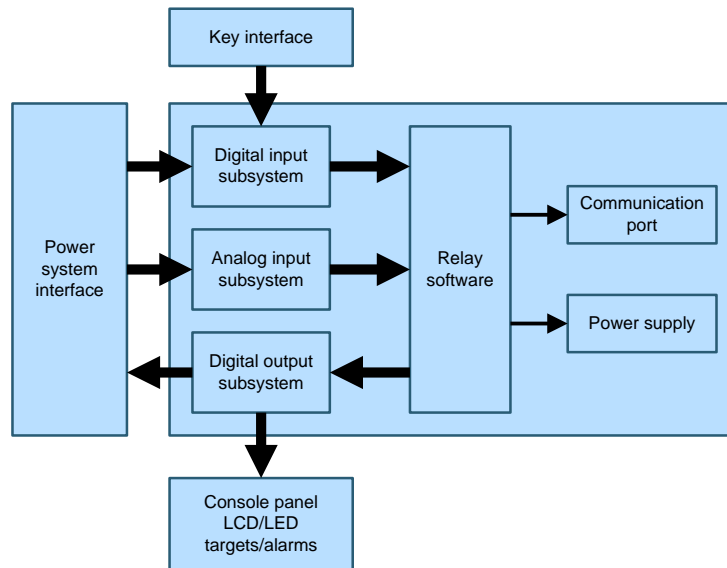 Key interface
Digital input
subsystem
Communication
port
Power
system
interface
Analog input
subsystem
Relay
software
Power supply
Digital output
subsystem
Console panel
LCD/LED
targets/alarms